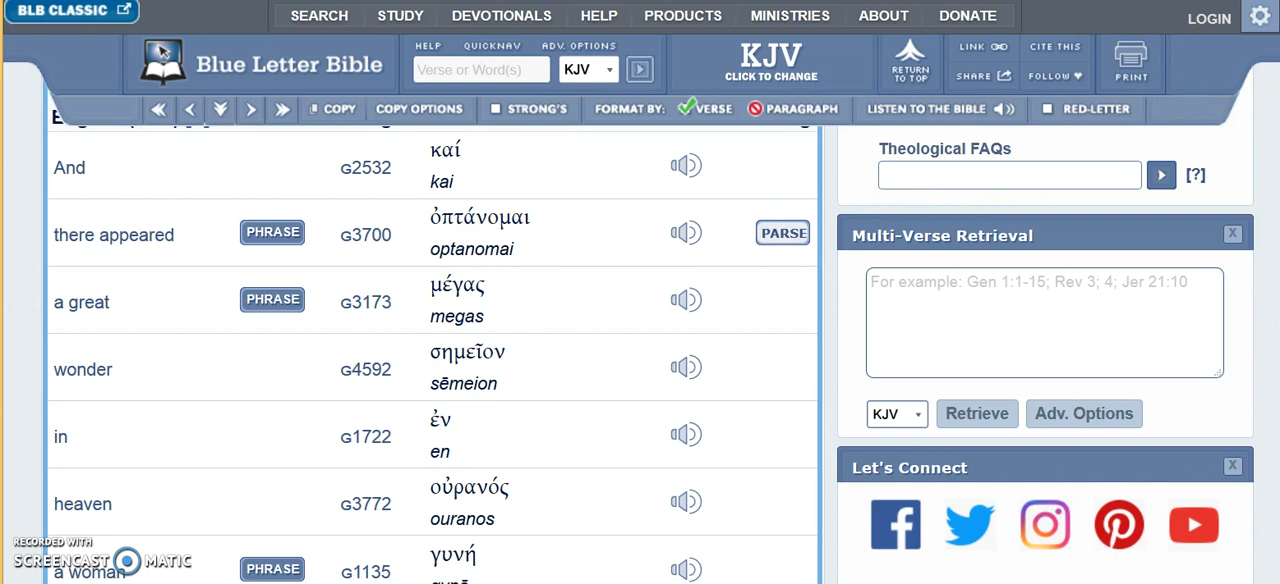 BLB CLASSIC
SEARCH STUDY DEVOTIONALS HELP PRODUCTS MINISTRIES ABOUT DONATE
LOGIN
Blue Letter Bible
HELP QUICKNAV ADV. OPTIONS
Verse or Word(s) KJV
KJV
CLICK TO CHANGE
RETURN
TO TOP
LINK CITE THIS
SHARE FOLLOW
PRINT
COPY COPY OPTIONS STRONG'S FORMAT BY: VERSE PARAGRAPH LISTEN TO THE BIBLE RED-LETTER
And G2532 καί
kai
there appeared PHRASE G3700 ὀπτάνομαι PARSE
optanomai
a great PHRASE G3173 μέγας
megas
wonder G4592 σημεῖον
sēmeion
in G1722 ἐν
en
heaven G3772 οὐρανός
ouranos
a woman PHRASE G1135 γυνή
Theological FAQs
[?]
Multi-Verse Retrieval X
For example: Gen 1:1-15; Rev 3; 4; Jer 21:10
KJV Retrieve Adv. Options
Let's Connect X
RECORDED WITH
SCREENCAST MATIC